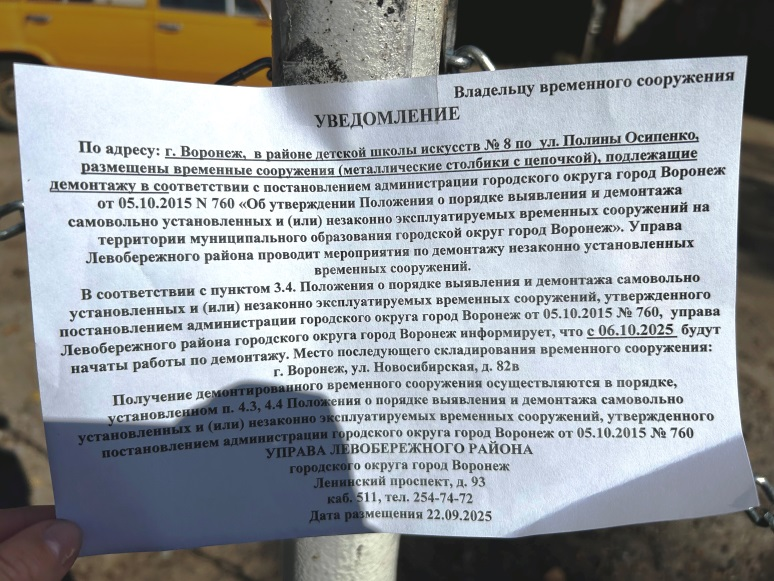 Владельцу временного сооружения
УВЕДОМЛЕНИЕ
По адресу: г. Воронеж, в районе детской школы искусств № 8 по ул. Полины Осипенко,
размещены временные сооружения (металлические столбики с цепочкой), подлежащие
демонтажу в соответствии с постановлением администрации городского округа город Воронеж
от 05.10.2015 N 760 «Об утверждении Положения о порядке выявления и демонтажа
самовольно установленных и (или) незаконно эксплуатируемых временных сооружений на
территории муниципального образования городской округ город Воронеж». Управа
Левобережного района проводит мероприятия по демонтажу незаконно установленных
временных сооружений.
В соответствии с пунктом 3.4. Положения о порядке выявления и демонтажа самовольно
установленных и (или) незаконно эксплуатируемых временных сооружений, утвержденного
постановлением администрации городского округа город Воронеж от 05.10.2015 № 760, управа
Левобережного района городского округа город Воронеж информирует, что с 06.10.2025 будут
начаты работы по демонтажу. Место последующего складирования временного сооружения:
г. Воронеж, ул. Новосибирская, д. 82в
Получение демонтированного временного сооружения осуществляются в порядке,
установленном п. 4.3, 4.4 Положения о порядке выявления и демонтажа самовольно
установленных и (или) незаконно эксплуатируемых временных сооружений, утвержденного
постановлением администрации городского округа город Воронеж от 05.10.2015 № 760
УПРАВА ЛЕВОБЕРЕЖНОГО РАЙОНА
городского округа город Воронеж
Ленинский проспект, д. 93
каб. 511, тел. 254-74-72
Дата размещения 22.09.2025